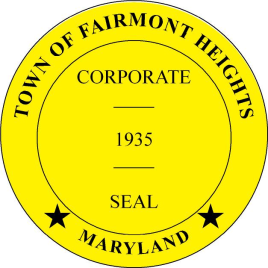 TOWN OF FAIRMONT HEIGHTS
CORPORATE
1935
SEAL
MARYLAND